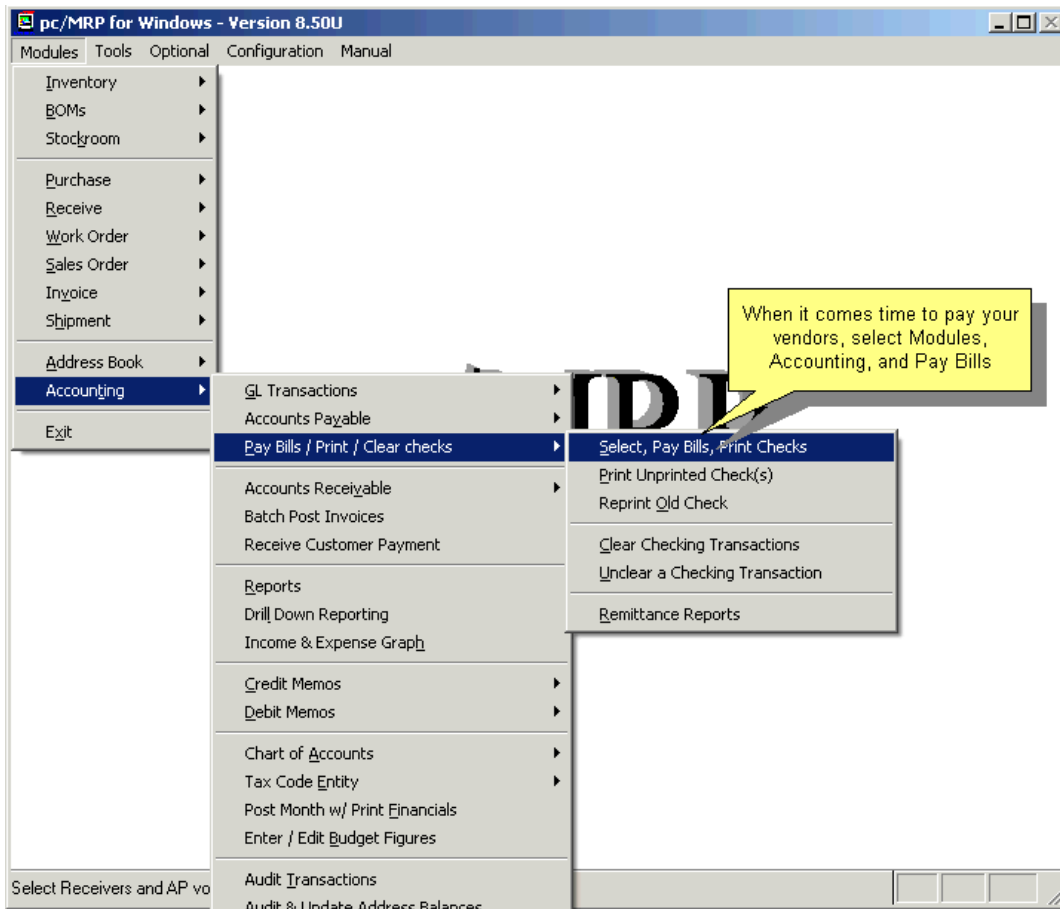 pc/MRP for Windows - Version 8.50U
Modules Tools Optional Configuration Manual
Inventory
BOMs
Stockroom
Purchase
Receive
Work Order
Sales Order
Invoice
Shipment
Address Book
Accounting
Exit
GL Transactions
Accounts Payable
Pay Bills / Print / Clear checks
Accounts Receivable
Batch Post Invoices
Receive Customer Payment
Reports
Drill Down Reporting
Income & Expense Graph
Credit Memos
Debit Memos
Chart of Accounts
Tax Code Entity
Post Month w/ Print Financials
Enter / Edit Budget Figures
Audit Transactions
Audit & Update Address Balances
Select, Pay Bills, Print Checks
Print Unprinted Check(s)
Reprint Old Check
Clear Checking Transactions
Unclear a Checking Transaction
Remittance Reports
When it comes time to pay your
vendors, select Modules,
Accounting, and Pay Bills
Select Receivers and AP vo